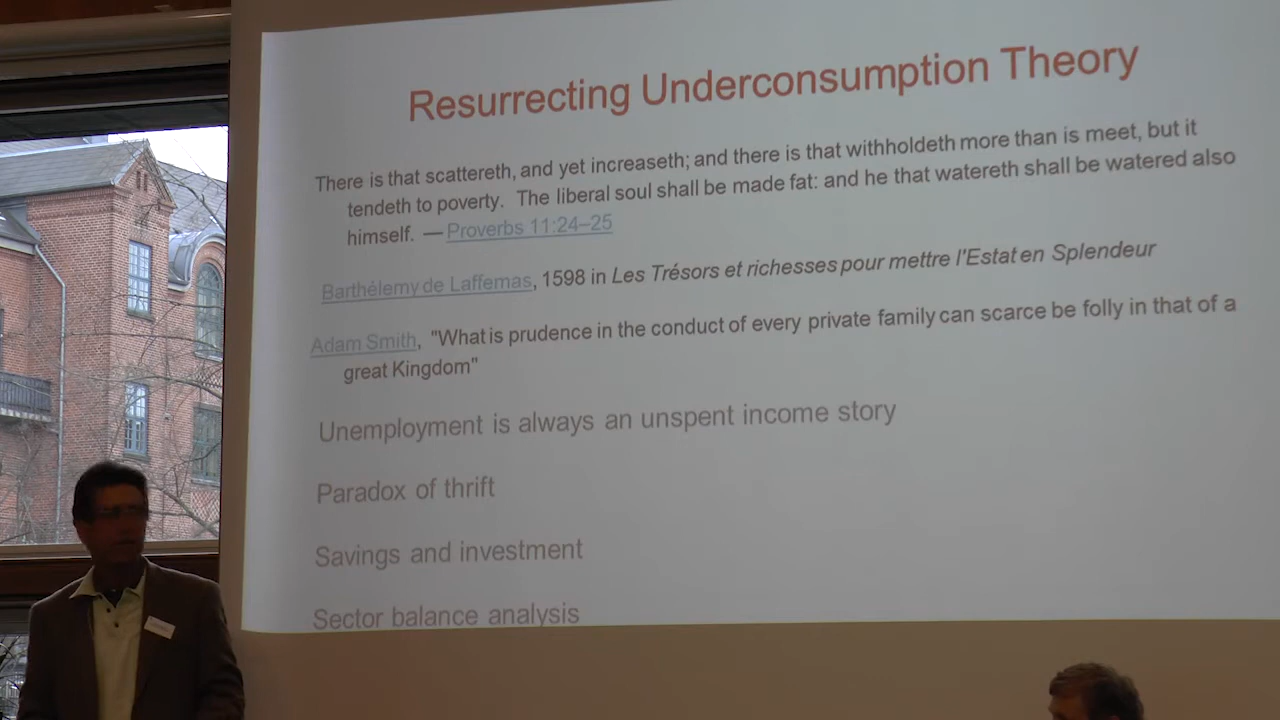 Resurrecting Underconsumption Theory
There is that scattereth, and yet increaseth; and there is that withholdeth more than is meet, but it
tendeth to poverty. The liberal soul shall be made fat: and he that watereth shall be watered also
himself. — Proverbs 11:24–25
Barthélemy de Laffemas, 1598 in Les Trésors et richesses pour mettre l'Estat en Splendeur
Adam Smith, "What is prudence in the conduct of every private family can scarce be folly in that of a
great Kingdom"
Unemployment is always an unspent income story
Paradox of thrift
Savings and investment
Sector balance analysis